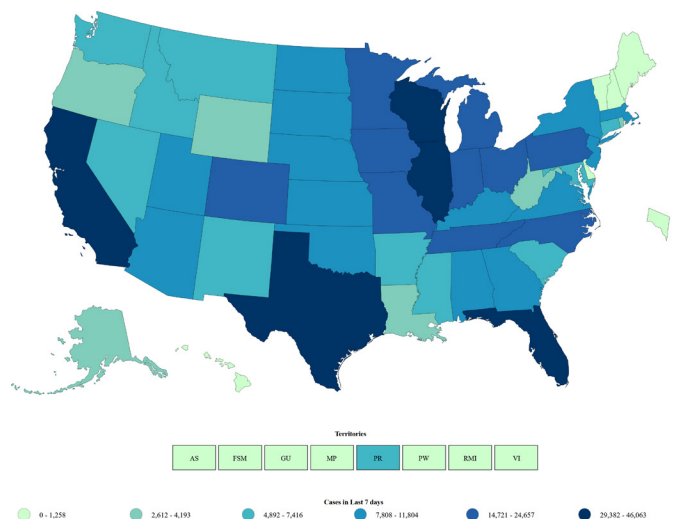 Territories
AS FSM GU MP PR PW RMI VI
Cases in Last 7 days
0 - 1,258 2,612 - 4,193 4,892 - 7,416 7,808 - 11,804 14,721 - 24,657 29,382 - 46,063